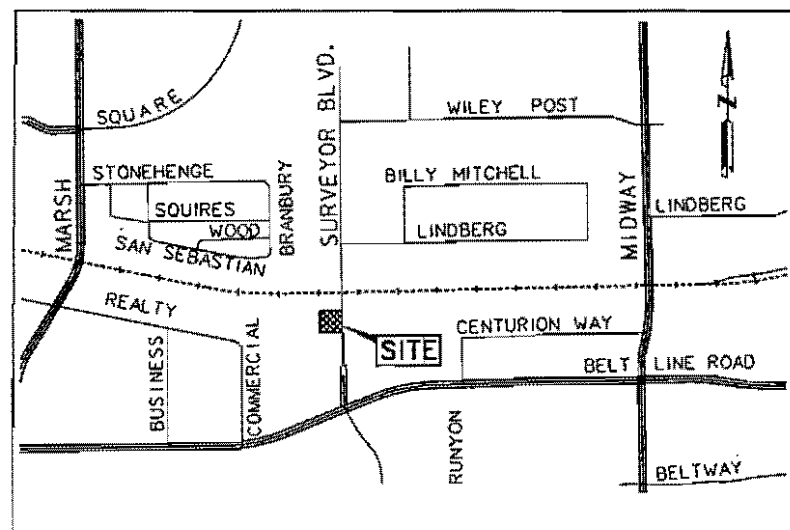 SQUARE
SURVEYOR BLVD.
WILEY POST
N
STONEHENGE
BILLY MITCHELL
MARSH
SQUIRES
BRANBURY
MIDWAY
LINDBERG
WOOD
LINDBERG
SAN SEBASTIAN
REALTY
SITE
CENTURION WAY
BUSINESS
COMMERCIAL
BELT LINE ROAD
RUNYON
BELTWAY